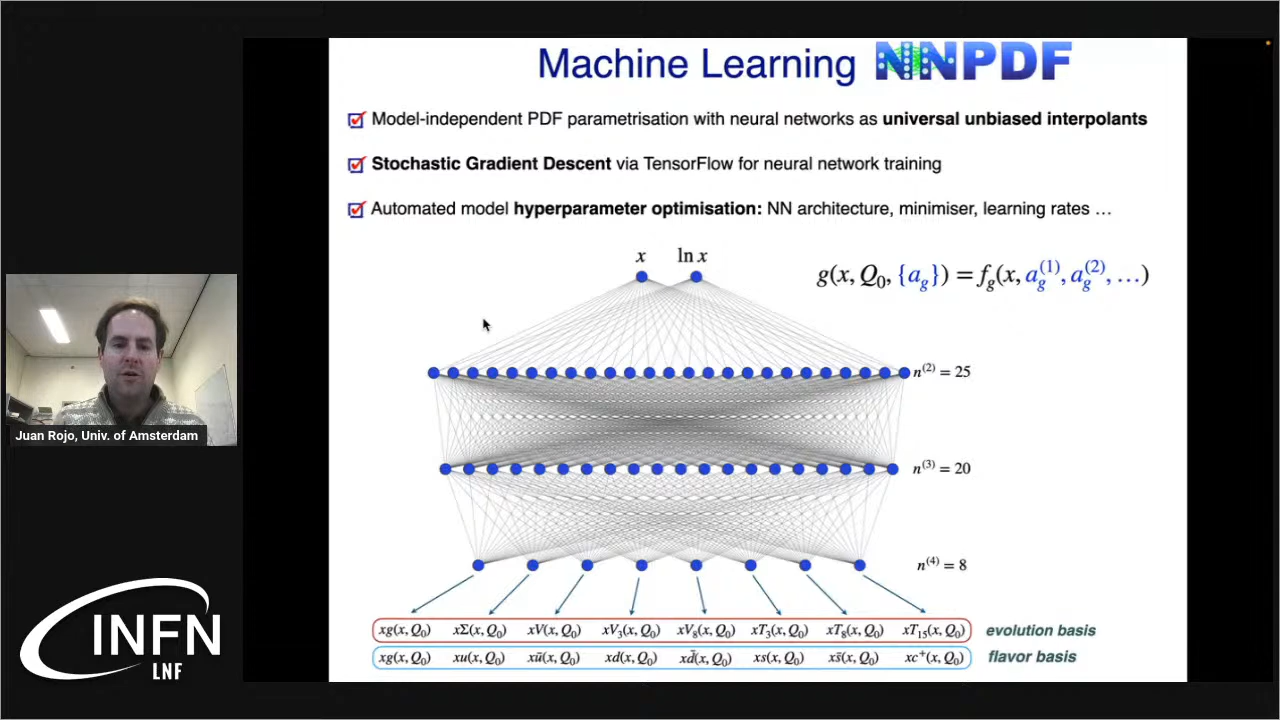 Machine Learning NNPDF
Model-independent PDF parametrisation with neural networks as universal unbiased interpolants
Stochastic Gradient Descent via TensorFlow for neural network training
Automated model hyperparameter optimisation: NN architecture, minimiser, learning rates …
x ln x
g(x, Q₀, {a_g}) = f_g(x, a_g^(1), a_g^(2), …)
n^(2) = 25
n^(3) = 20
n^(4) = 8
xg(x, Q₀) xΣ(x, Q₀) xV(x, Q₀) xV₃(x, Q₀) xV₈(x, Q₀) xT₃(x, Q₀) xT₈(x, Q₀) xT₁₅(x, Q₀) evolution basis
xg(x, Q₀) xu(x, Q₀) xū(x, Q₀) xd(x, Q₀) xd̄(x, Q₀) xs(x, Q₀) xs̄(x, Q₀) xc⁺(x, Q₀) flavor basis
Juan Rojo, Univ. of Amsterdam
INFN
LNF